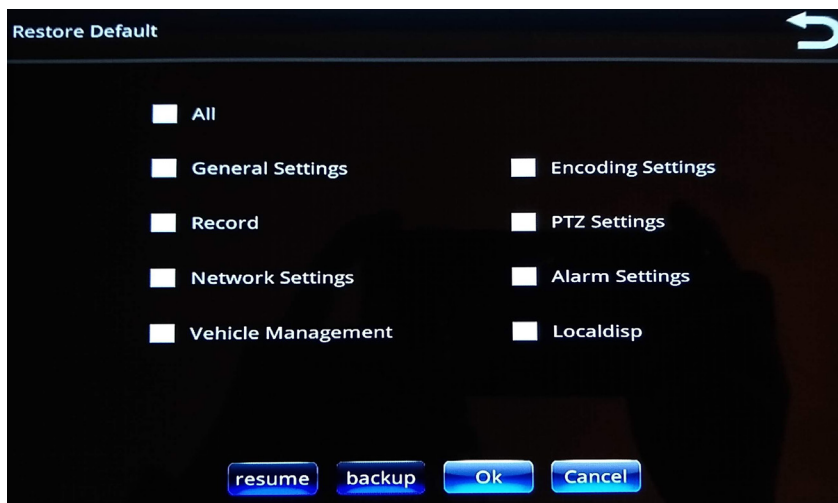 Restore Default
All
General Settings Encoding Settings
Record PTZ Settings
Network Settings Alarm Settings
Vehicle Management Localdisp
resume backup Ok Cancel